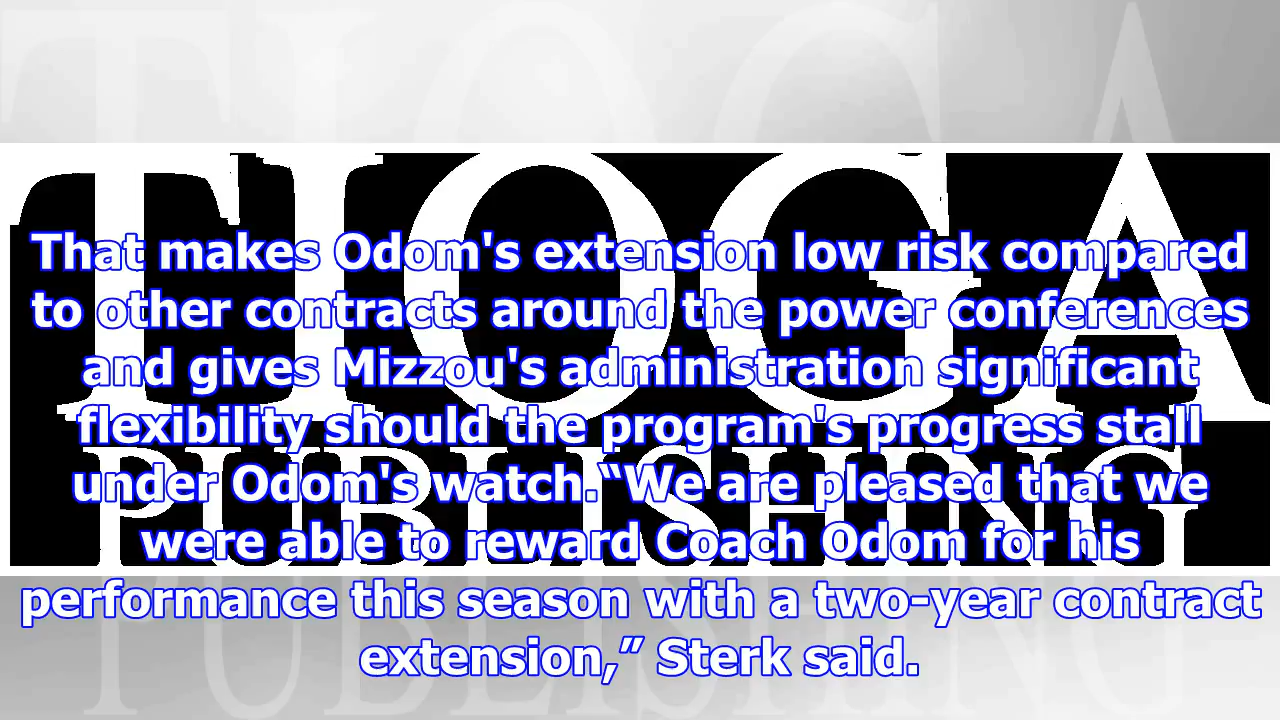 TIOGA
PUBLISHING
That makes Odom's extension low risk compared
to other contracts around the power conferences
and gives Mizzou's administration significant
flexibility should the program's progress stall
under Odom's watch.“We are pleased that we
were able to reward Coach Odom for his
performance this season with a two-year contract
extension,” Sterk said.